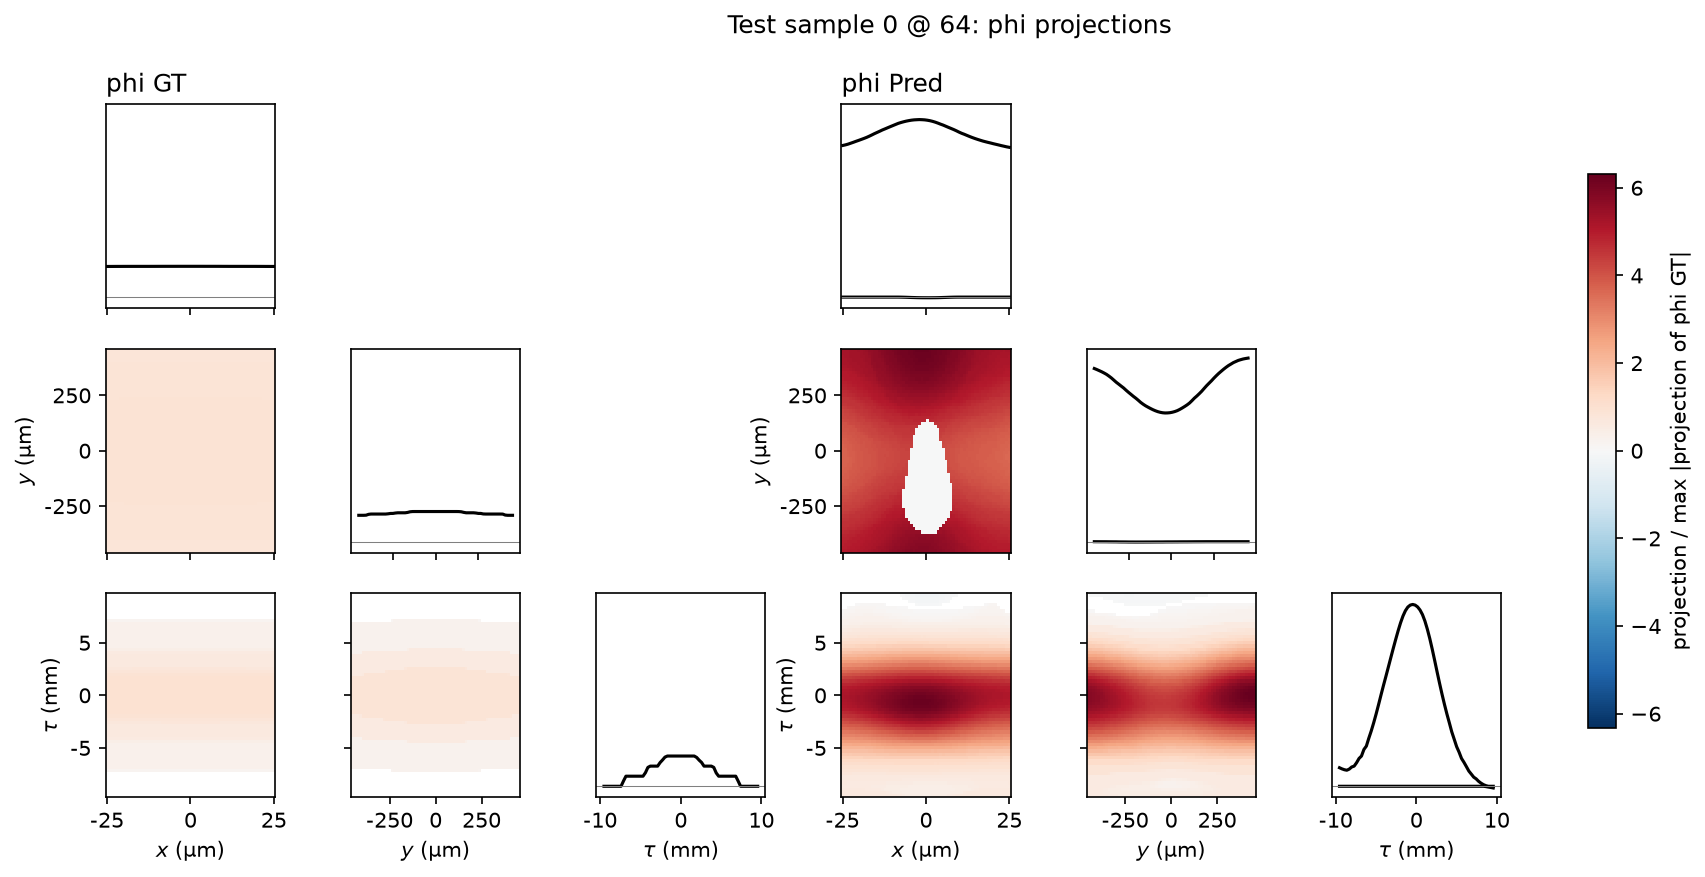 Test sample 0 @ 64: phi projections
phi GT
phi Pred
y (µm)
250
0
-250
y (µm)
250
0
-250
τ (mm)
5
0
-5
τ (mm)
5
0
-5
-25 0 25
-250 0 250
-10 0 10
-25 0 25
-250 0 250
-10 0 10
x (µm)
y (µm)
τ (mm)
x (µm)
y (µm)
τ (mm)
6
4
2
0
−2
−4
−6
projection / max |projection of phi GT|